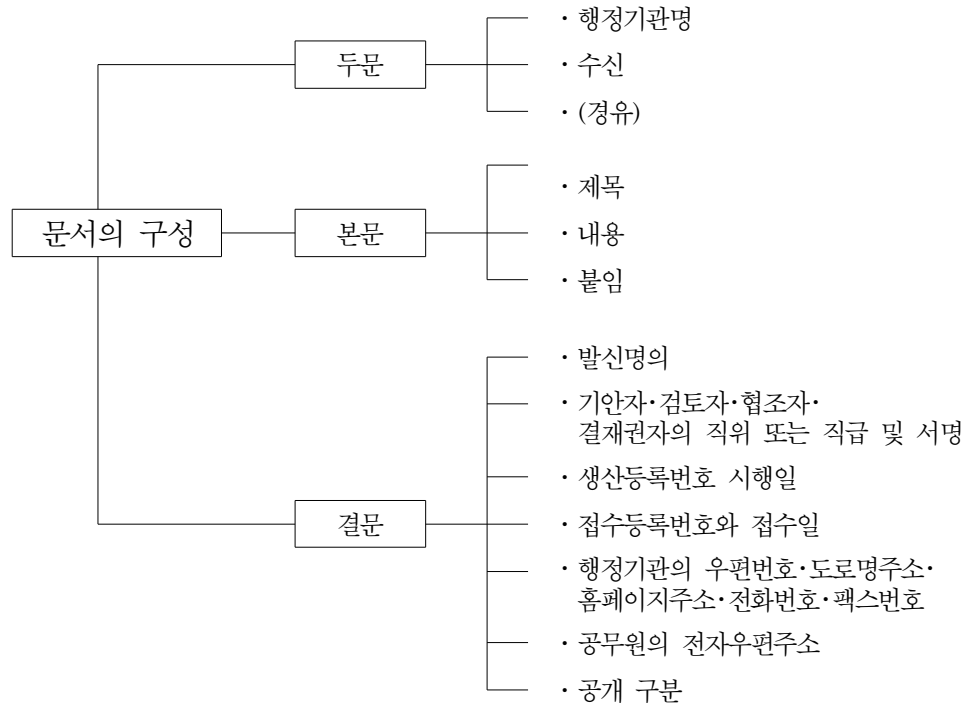 · 행정기관명
두문
· 수신
· (경유)
· 제목
문서의 구성
본문
· 내용
· 붙임
· 발신명의
· 기안자·검토자·협조자·
결재권자의 직위 또는 직급 및 서명
· 생산등록번호 시행일
결문
· 접수등록번호와 접수일
· 행정기관의 우편번호·도로명주소·
홈페이지주소·전화번호·팩스번호
· 공무원의 전자우편주소
· 공개 구분